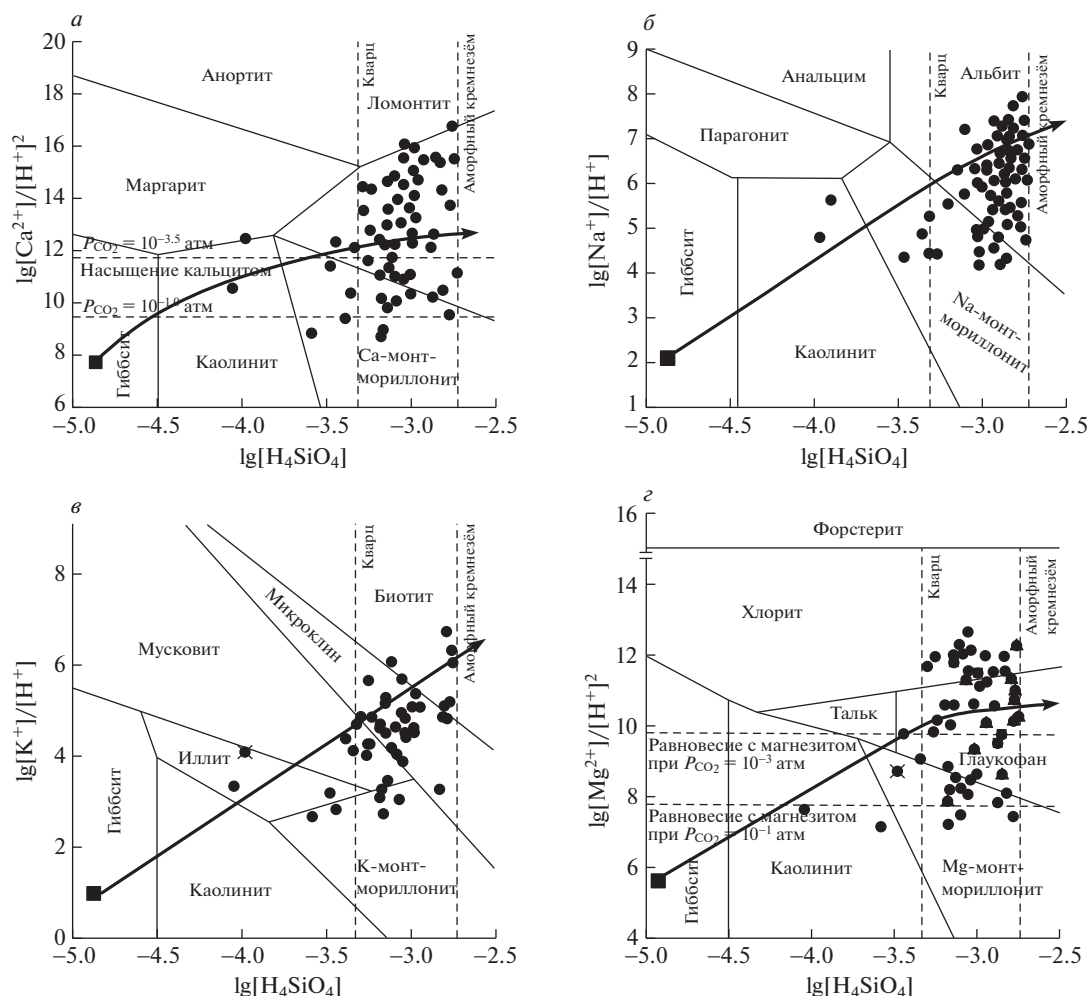 а
20
18
16
14
12
10
8
6
lg[Ca²⁺]/[H⁺]²
Анортит
Кварц
Ломонтит
Аморфный кремнезём
Маргарит
P_CO₂ = 10⁻³·⁵ атм
Насыщение кальцитом
P_CO₂ = 10⁻¹·⁰ атм
Гиббсит
Каолинит
Ca-монт-
мориллонит
−5.0 −4.5 −4.0 −3.5 −3.0 −2.5
lg[H₄SiO₄]
б
9
8
7
6
5
4
3
2
1
lg[Na⁺]/[H⁺]
Анальцим
Кварц
Альбит
Аморфный кремнезём
Парагонит
Гиббсит
Каолинит
Na-монт-
мориллонит
−5.0 −4.5 −4.0 −3.5 −3.0 −2.5
lg[H₄SiO₄]
в
8
6
4
2
0
lg[K⁺]/[H⁺]
Кварц
Биотит
Аморфный кремнезём
Микроклин
Мусковит
Иллит
Гиббсит
Каолинит
К-монт-
мориллонит
−5.0 −4.5 −4.0 −3.5 −3.0 −2.5
lg[H₄SiO₄]
г
16
14
12
10
8
6
4
lg[Mg²⁺]/[H⁺]²
Форстерит
Хлорит
Кварц
Аморфный
кремнезём
Тальк
Равновесие с магнезитом
при P_CO₂ = 10⁻³ атм
Глаукофан
Равновесие с магнезитом
при P_CO₂ = 10⁻¹ атм
Гиббсит
Каолинит
Mg-монт-
мориллонит
−5.0 −4.5 −4.0 −3.5 −3.0 −2.5
lg[H₄SiO₄]